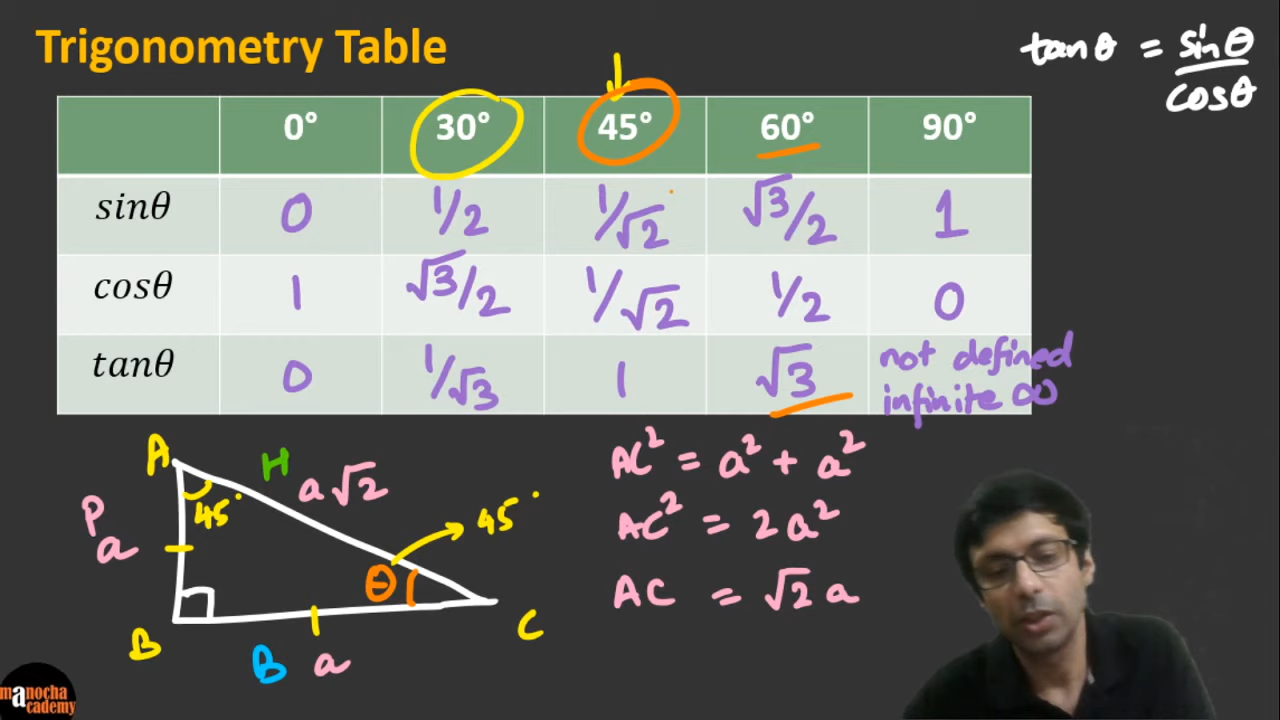 Trigonometry Table
tanθ = sinθ/cosθ
0° 30° 45° 60° 90°
sinθ 0 1/2 1/√2 √3/2 1
cosθ 1 √3/2 1/√2 1/2 0
tanθ 0 1/√3 1 √3 not defined infinite ∞
A
H
a√2
P
a
45°
45°
θ
B
C
B a
AC² = a² + a²
AC² = 2a²
AC = √2 a
manocha
academy